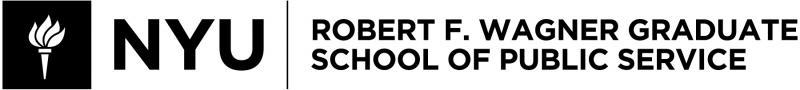 NYU
ROBERT F. WAGNER GRADUATE
SCHOOL OF PUBLIC SERVICE